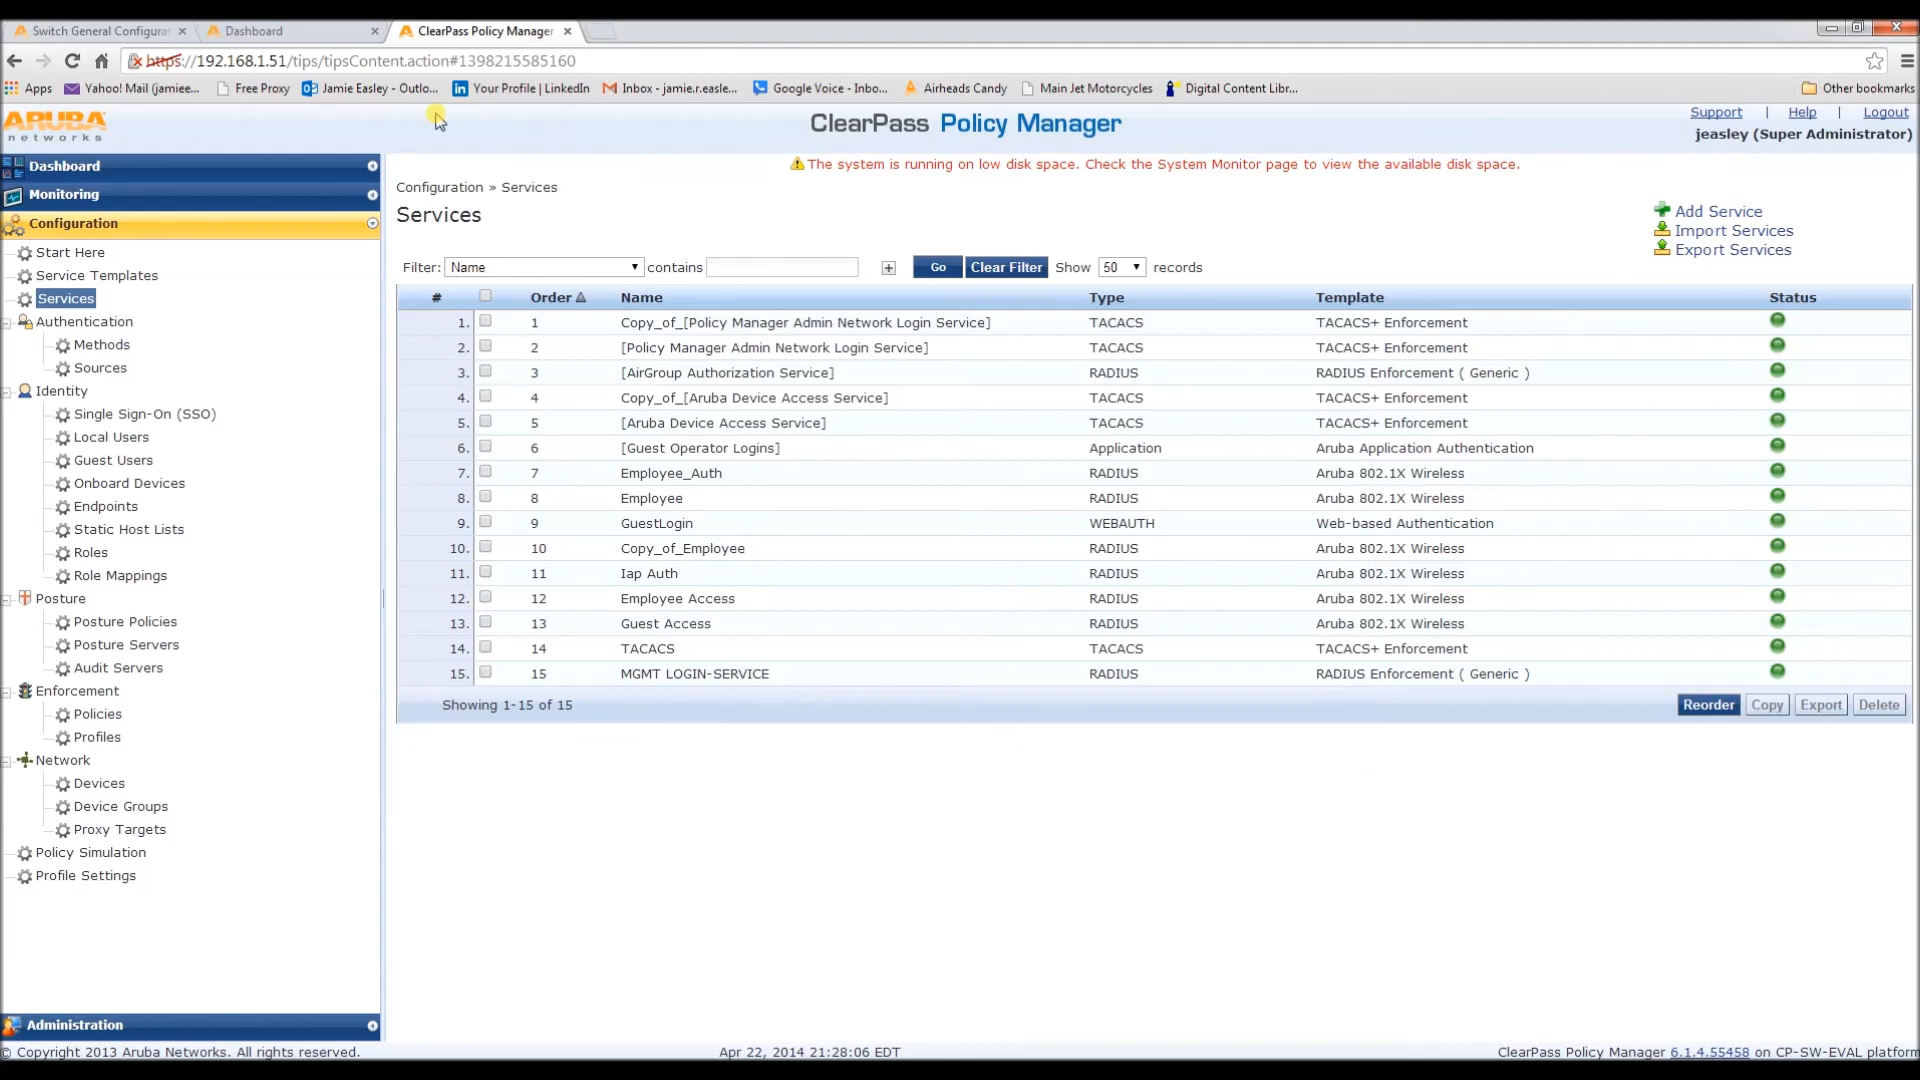 Switch General Configura
Dashboard
ClearPass Policy Manager
https://192.168.1.51/tips/tipsContent.action#1398215585160
Apps Yahoo! Mail (jamiee... Free Proxy Jamie Easley - Outlo... Your Profile | LinkedIn Inbox - jamie.r.easle... Google Voice - Inbo... Airheads Candy Main Jet Motorcycles Digital Content Libr... Other bookmarks
ARUBA
networks
ClearPass Policy Manager
Support | Help | Logout
jeasley (Super Administrator)
Dashboard
Monitoring
Configuration
Start Here
Service Templates
Services
Authentication
Methods
Sources
Identity
Single Sign-On (SSO)
Local Users
Guest Users
Onboard Devices
Endpoints
Static Host Lists
Roles
Role Mappings
Posture
Posture Policies
Posture Servers
Audit Servers
Enforcement
Policies
Profiles
Network
Devices
Device Groups
Proxy Targets
Policy Simulation
Profile Settings
Administration
The system is running on low disk space. Check the System Monitor page to view the available disk space.
Configuration » Services
Services
Add Service
Import Services
Export Services
Filter: Name contains + Go Clear Filter Show 50 records
# Order Name Type Template Status
1. 1 Copy_of_[Policy Manager Admin Network Login Service] TACACS TACACS+ Enforcement
2. 2 [Policy Manager Admin Network Login Service] TACACS TACACS+ Enforcement
3. 3 [AirGroup Authorization Service] RADIUS RADIUS Enforcement ( Generic )
4. 4 Copy_of_[Aruba Device Access Service] TACACS TACACS+ Enforcement
5. 5 [Aruba Device Access Service] TACACS TACACS+ Enforcement
6. 6 [Guest Operator Logins] Application Aruba Application Authentication
7. 7 Employee_Auth RADIUS Aruba 802.1X Wireless
8. 8 Employee RADIUS Aruba 802.1X Wireless
9. 9 GuestLogin WEBAUTH Web-based Authentication
10. 10 Copy_of_Employee RADIUS Aruba 802.1X Wireless
11. 11 Iap Auth RADIUS Aruba 802.1X Wireless
12. 12 Employee Access RADIUS Aruba 802.1X Wireless
13. 13 Guest Access RADIUS Aruba 802.1X Wireless
14. 14 TACACS TACACS TACACS+ Enforcement
15. 15 MGMT LOGIN-SERVICE RADIUS RADIUS Enforcement ( Generic )
Showing 1-15 of 15
Reorder Copy Export Delete
© Copyright 2013 Aruba Networks. All rights reserved.
Apr 22, 2014 21:28:06 EDT
ClearPass Policy Manager 6.1.4.55458 on CP-SW-EVAL platform